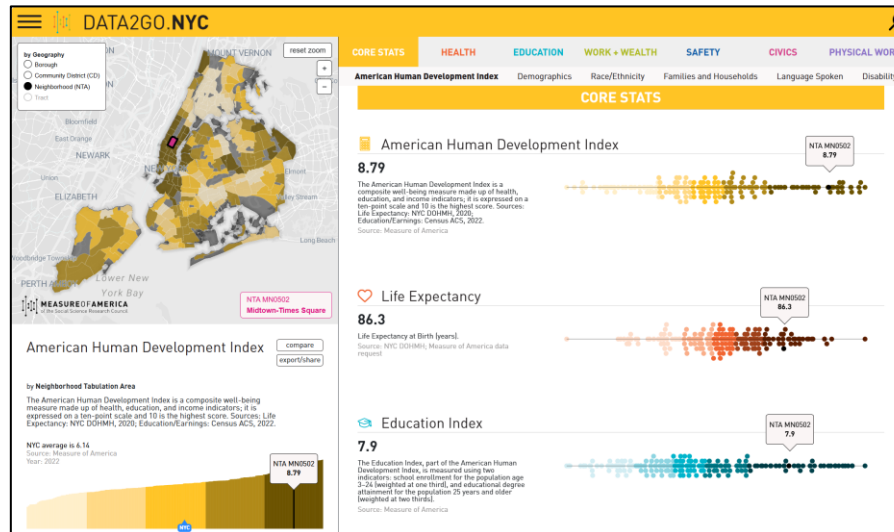 DATA2GO.NYC
by Geography
Borough
Community District (CD)
Neighborhood (NTA)
Tract
reset zoom
+
−
MOUNT VERNON
Bloomfield
East Orange
NEWARK
Union
ELIZABETH
Elmont
Valley Stream
Long Beach
Woodbridge Township
PERTH AMBOY
Lower New
York Bay
MEASURE OF AMERICA
of the Social Science Research Council
NTA MN0502
Midtown-Times Square
American Human Development Index
compare
export/share
by Neighborhood Tabulation Area
The American Human Development Index is a composite well-being
measure made up of health, education, and income indicators; it is
expressed on a ten-point scale and 10 is the highest score. Sources: Life
Expectancy: NYC DOHMH, 2020; Education/Earnings: Census ACS, 2022.
NYC average is 6.14
Source: Measure of America
Year: 2022
NTA MN0502
8.79
NYC
CORE STATS
HEALTH
EDUCATION
WORK + WEALTH
SAFETY
CIVICS
PHYSICAL WOR
American Human Development Index
Demographics
Race/Ethnicity
Families and Households
Language Spoken
Disability
CORE STATS
American Human Development Index
8.79
The American Human Development Index is a
composite well-being measure made up of health,
education, and income indicators; it is expressed on a
ten-point scale and 10 is the highest score. Sources:
Life Expectancy: NYC DOHMH, 2020;
Education/Earnings: Census ACS, 2022.
Source: Measure of America
NTA MN0502
8.79
Life Expectancy
86.3
Life Expectancy at Birth (years).
Source: NYC DOHMH; Measure of America data
request
NTA MN0502
86.3
Education Index
7.9
The Education Index, part of the American Human
Development Index, is measured using two
indicators: school enrollment for the population age
3–24 (weighted at one third), and educational degree
attainment for the population 25 years and older
(weighted at two thirds).
NTA MN0502
7.9